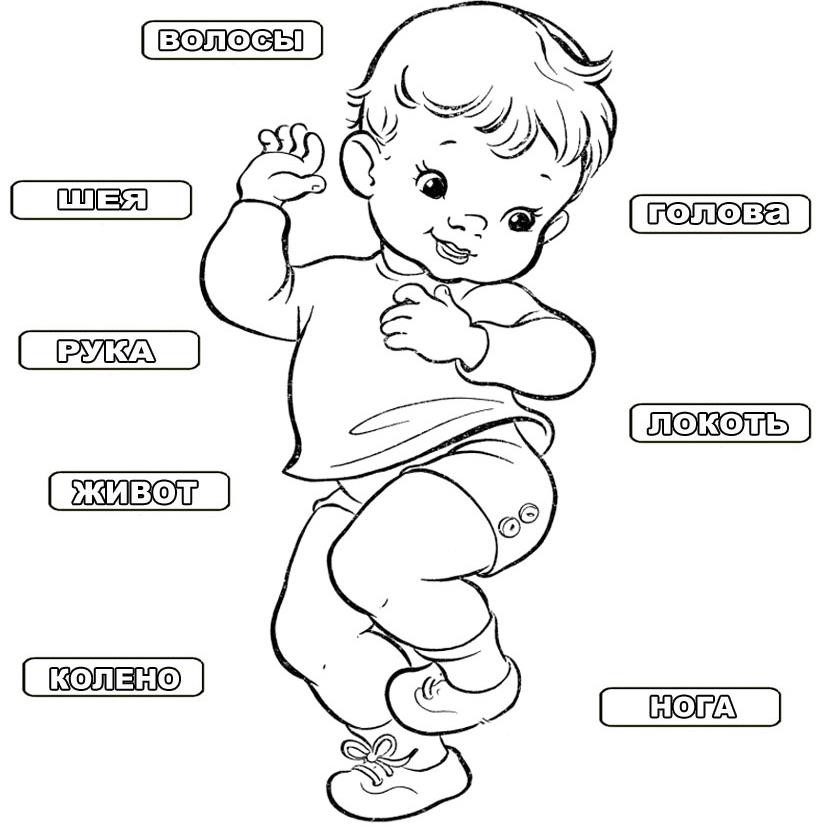 ВОЛОСЫ
ШЕЯ
ГОЛОВа
РУКА
ЛОКОТЬ
ЖИВОТ
КОЛЕНО
НОГА